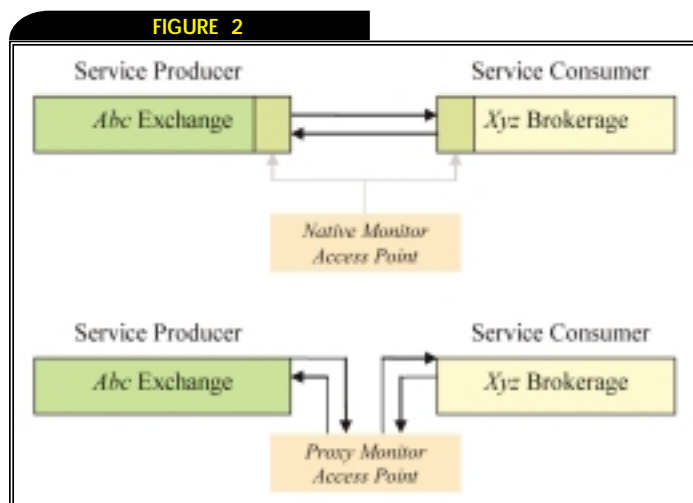 FIGURE 2
Service Producer
Service Consumer
Abc Exchange
Xyz Brokerage
Native Monitor
Access Point
Service Producer
Service Consumer
Abc Exchange
Xyz Brokerage
Proxy Monitor
Access Point